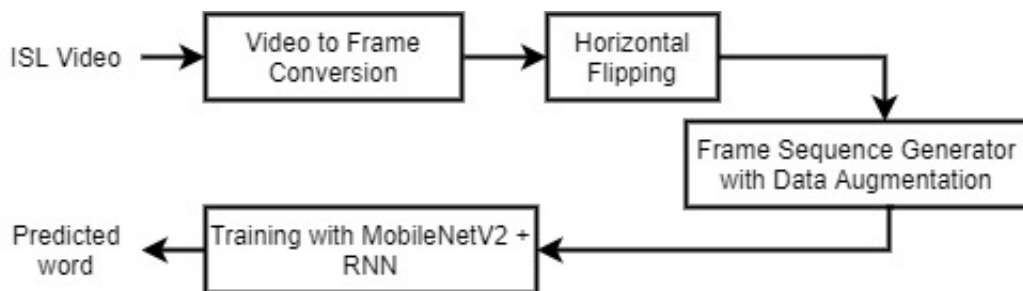 ISL Video
Video to Frame
Conversion
Horizontal
Flipping
Frame Sequence Generator
with Data Augmentation
Training with MobileNetV2 +
RNN
Predicted
word